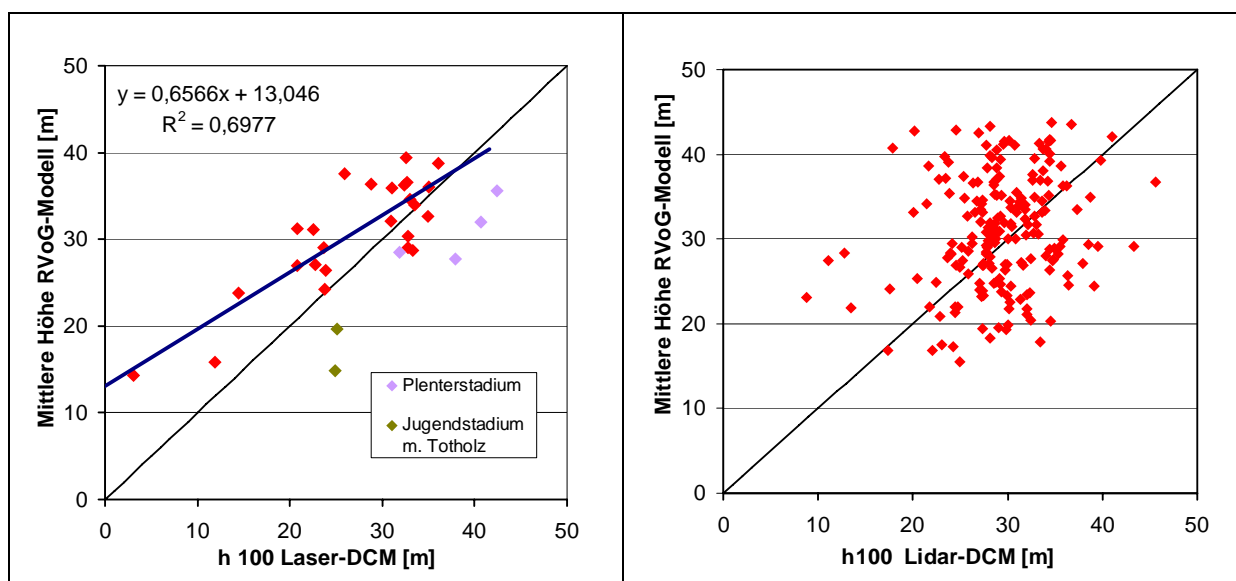 50
40
30
20
10
0
0 10 20 30 40 50
Mittlere Höhe RVoG-Modell [m]
h 100 Laser-DCM [m]
y = 0,6566x + 13,046
R² = 0,6977
Plenterstadium
Jugendstadium
m. Totholz
50
40
30
20
10
0
0 10 20 30 40 50
Mittlere Höhe RVoG-Modell [m]
h100 Lidar-DCM [m]